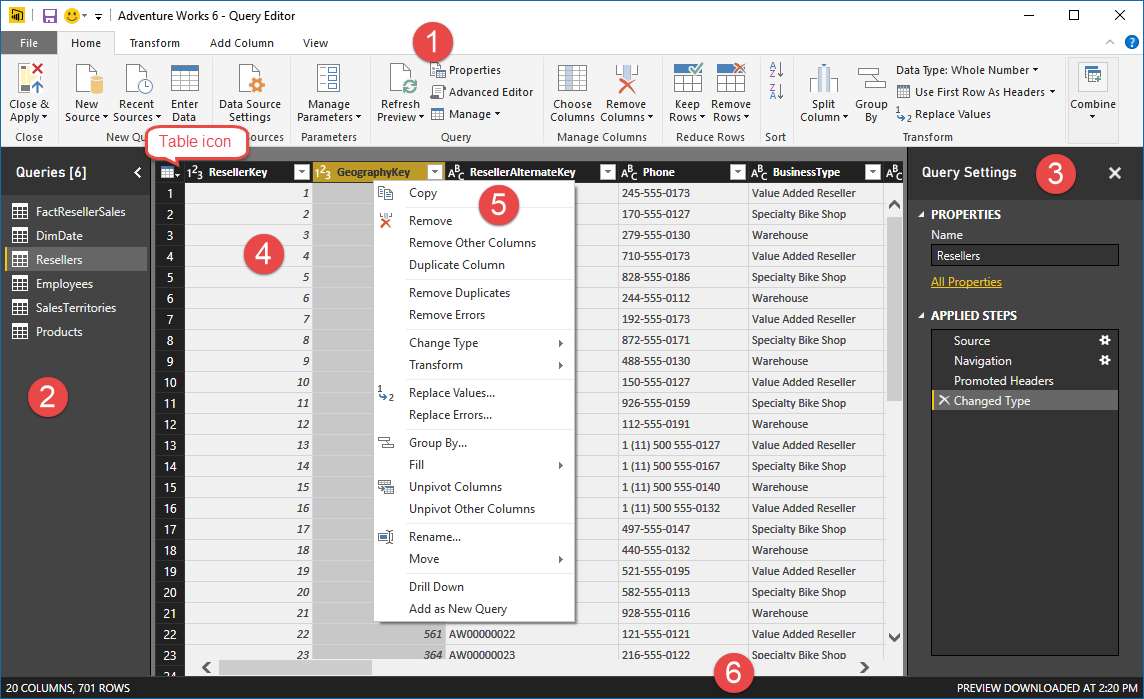 Adventure Works 6 - Query Editor
File Home Transform Add Column View
1
?
Close & Apply
New Source
Recent Sources
Enter Data
Data Source Settings
Manage Parameters
Refresh Preview
Properties
Advanced Editor
Manage
Choose Columns
Remove Columns
Keep Rows
Remove Rows
Split Column
Group By
Data Type: Whole Number
Use First Row As Headers
Replace Values
Combine
Close
New Qu
Sources
Parameters
Query
Manage Columns
Reduce Rows
Sort
Transform
Table icon
Queries [6]
FactResellerSales
DimDate
Resellers
Employees
SalesTerritories
Products
2
ResellerKey GeographyKey ResellerAlternateKey Phone BusinessType
1 1 245-555-0173 Value Added Reseller
2 2 170-555-0127 Specialty Bike Shop
3 3 279-555-0130 Warehouse
4 4 710-555-0173 Value Added Reseller
5 5 828-555-0186 Specialty Bike Shop
6 6 244-555-0112 Warehouse
7 7 192-555-0173 Value Added Reseller
8 8 872-555-0171 Specialty Bike Shop
9 9 488-555-0130 Warehouse
10 10 150-555-0127 Value Added Reseller
11 11 926-555-0159 Specialty Bike Shop
12 12 112-555-0191 Warehouse
13 13 1 (11) 500 555-0127 Value Added Reseller
14 14 1 (11) 500 555-0167 Specialty Bike Shop
15 15 1 (11) 500 555-0140 Warehouse
16 16 1 (11) 500 555-0132 Value Added Reseller
17 17 497-555-0147 Specialty Bike Shop
18 18 440-555-0132 Warehouse
19 19 521-555-0195 Value Added Reseller
20 20 582-555-0113 Specialty Bike Shop
21 21 928-555-0116 Warehouse
22 22 561 AW00000022 121-555-0121 Value Added Reseller
23 23 364 AW00000023 216-555-0122 Specialty Bike Shop
24
4
Copy
5
Remove
Remove Other Columns
Duplicate Column
Remove Duplicates
Remove Errors
Change Type
Transform
Replace Values...
Replace Errors...
Group By...
Fill
Unpivot Columns
Unpivot Other Columns
Rename...
Move
Drill Down
Add as New Query
Query Settings
3
PROPERTIES
Name
Resellers
All Properties
APPLIED STEPS
Source
Navigation
Promoted Headers
Changed Type
6
20 COLUMNS, 701 ROWS
PREVIEW DOWNLOADED AT 2:20 PM